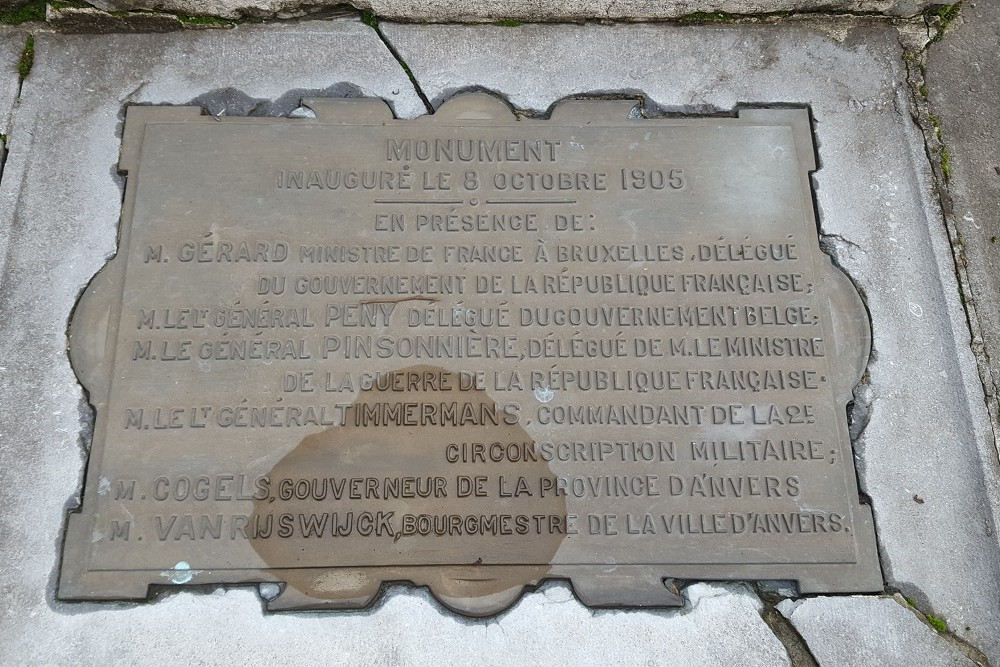 MONUMENT
INAUGURÉ LE 8 OCTOBRE 1905
EN PRÉSENCE DE:
M. GÉRARD MINISTRE DE FRANCE À BRUXELLES, DÉLÉGUÉ
DU GOUVERNEMENT DE LA RÉPUBLIQUE FRANÇAISE;
M. LE LT GÉNÉRAL PENY DÉLÉGUÉ DU GOUVERNEMENT BELGE;
M. LE GÉNÉRAL PINSONNIÈRE, DÉLÉGUÉ DE M. LE MINISTRE
DE LA GUERRE DE LA RÉPUBLIQUE FRANÇAISE.
M. LE LT GÉNÉRAL TIMMERMANS, COMMANDANT DE LA 2E
CIRCONSCRIPTION MILITAIRE;
M. COGELS, GOUVERNEUR DE LA PROVINCE D'ANVERS
M. VAN RIJSWIJCK, BOURGMESTRE DE LA VILLE D'ANVERS.